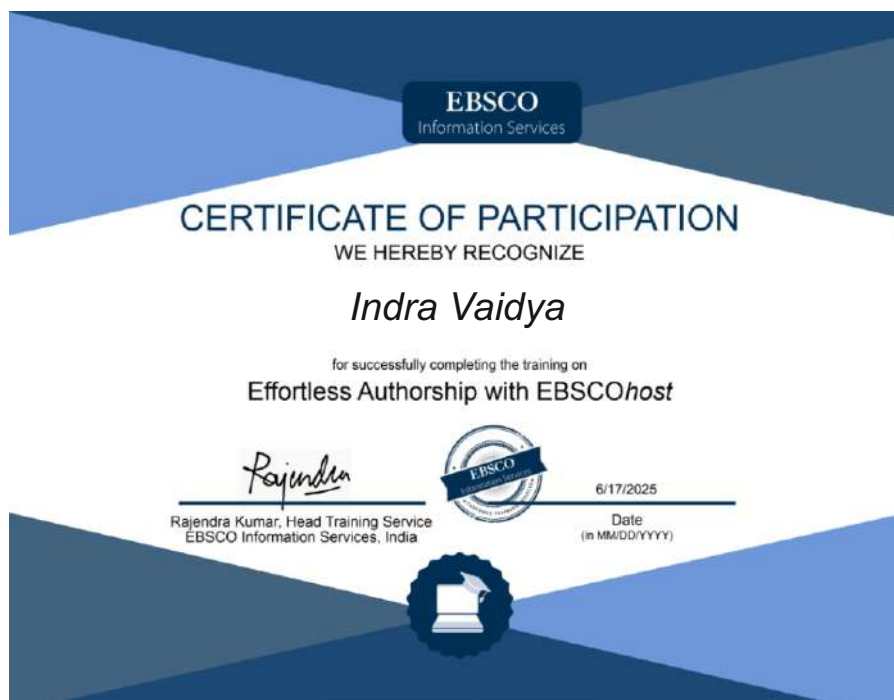 EBSCO
Information Services
CERTIFICATE OF PARTICIPATION
WE HEREBY RECOGNIZE
Indra Vaidya
for successfully completing the training on
Effortless Authorship with EBSCOhost
Rajendra
EBSCO
Information Services
6/17/2025
Rajendra Kumar, Head Training Service
EBSCO Information Services, India
Date
(in MM/DD/YYYY)